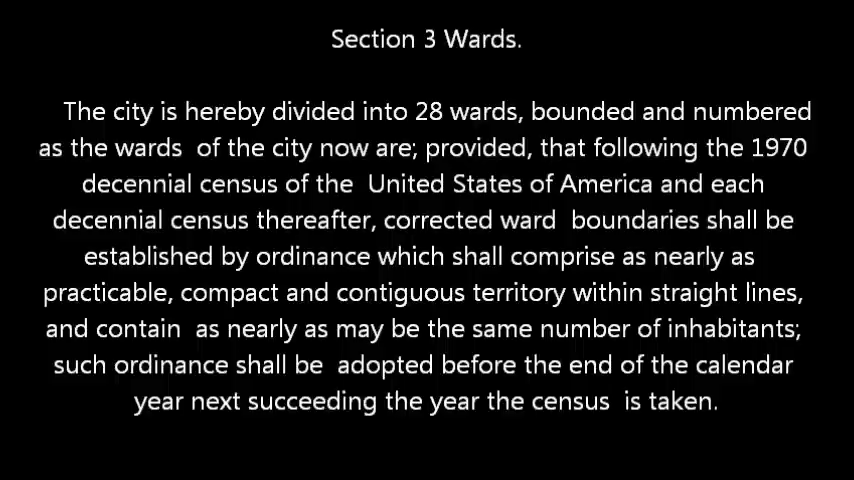 Section 3 Wards.
The city is hereby divided into 28 wards, bounded and numbered
as the wards  of the city now are; provided, that following the 1970
decennial census of the  United States of America and each
decennial census thereafter, corrected ward  boundaries shall be
established by ordinance which shall comprise as nearly as
practicable, compact and contiguous territory within straight lines,
and contain  as nearly as may be the same number of inhabitants;
such ordinance shall be  adopted before the end of the calendar
year next succeeding the year the census  is taken.